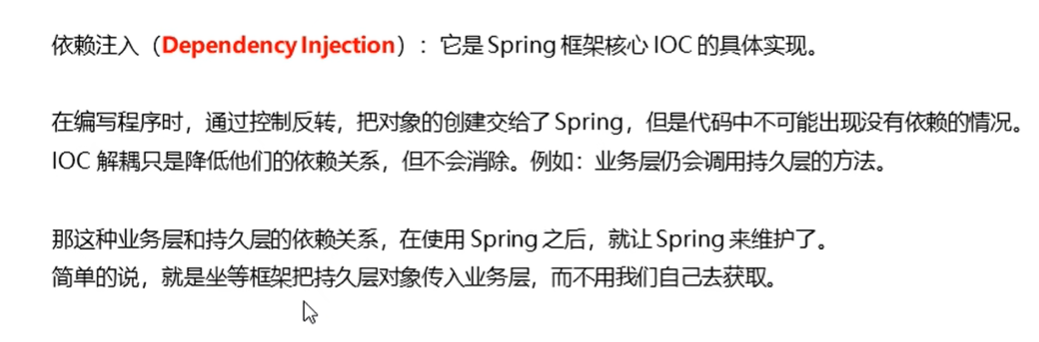 依赖注入（Dependency Injection）：它是 Spring 框架核心 IOC 的具体实现。
在编写程序时，通过控制反转，把对象的创建交给了 Spring，但是代码中不可能出现没有依赖的情况。
IOC 解耦只是降低他们的依赖关系，但不会消除。例如：业务层仍会调用持久层的方法。
那这种业务层和持久层的依赖关系，在使用 Spring 之后，就让 Spring 来维护了。
简单的说，就是坐等框架把持久层对象传入业务层，而不用我们自己去获取。